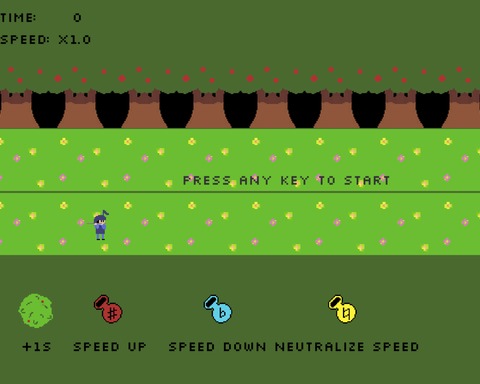 TIME: 0
SPEED: X1.0
PRESS ANY KEY TO START
+1S SPEED UP SPEED DOWN NEUTRALIZE SPEED